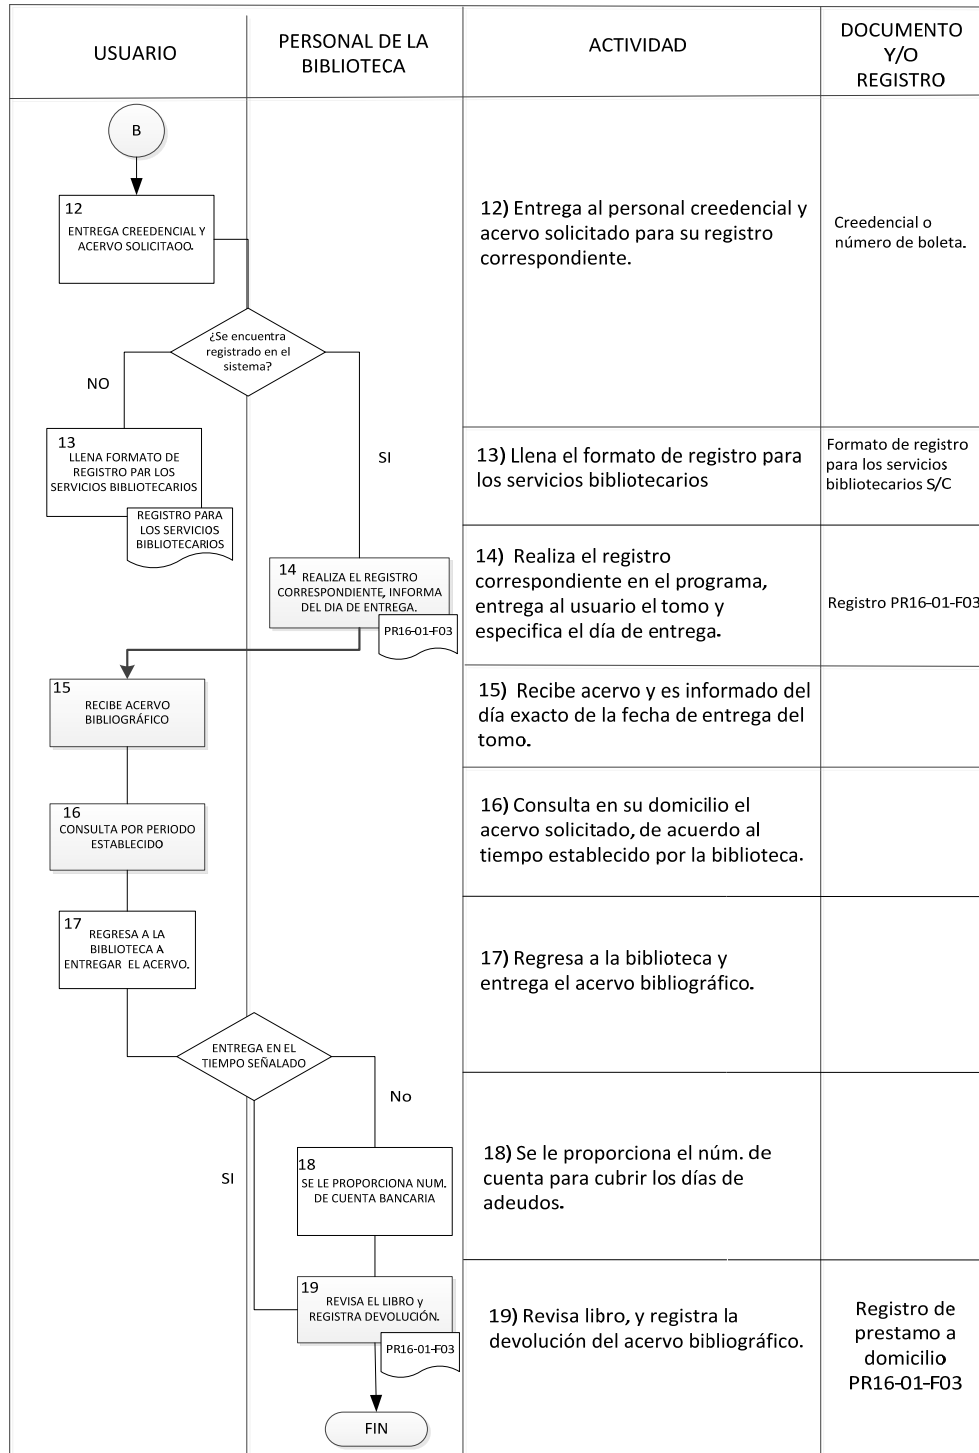 USUARIO
PERSONAL DE LA
BIBLIOTECA
ACTIVIDAD
DOCUMENTO
Y/O
REGISTRO
B
12
ENTREGA CREEDENCIAL Y
ACERVO SOLICITAOO.
12) Entrega al personal creedencial y
acervo solicitado para su registro
correspondiente.
Creedencial o
número de boleta.
¿Se encuentra
registrado en el
sistema?
NO
SI
13
LLENA FORMATO DE
REGISTRO PAR LOS
SERVICIOS BIBLIOTECARIOS
REGISTRO PARA
LOS SERVICIOS
BIBLIOTECARIOS
13) Llena el formato de registro para
los servicios bibliotecarios
Formato de registro
para los servicios
bibliotecarios S/C
14
REALIZA EL REGISTRO
CORRESPONDIENTE, INFORMA
DEL DIA DE ENTREGA.
PR16-01-F03
14) Realiza el registro
correspondiente en el programa,
entrega al usuario el tomo y
especifica el día de entrega.
Registro PR16-01-F03
15
RECIBE ACERVO
BIBLIOGRÁFICO
15) Recibe acervo y es informado del
día exacto de la fecha de entrega del
tomo.
16
CONSULTA POR PERIODO
ESTABLECIDO
16) Consulta en su domicilio el
acervo solicitado, de acuerdo al
tiempo establecido por la biblioteca.
17
REGRESA A LA
BIBLIOTECA A
ENTREGAR EL ACERVO.
17) Regresa a la biblioteca y
entrega el acervo bibliográfico.
ENTREGA EN EL
TIEMPO SEÑALADO
No
SI
18
SE LE PROPORCIONA NUM.
DE CUENTA BANCARIA
18) Se le proporciona el núm. de
cuenta para cubrir los días de
adeudos.
19
REVISA EL LIBRO y
REGISTRA DEVOLUCIÓN.
PR16-01-F03
19) Revisa libro, y registra la
devolución del acervo bibliográfico.
Registro de
prestamo a
domicilio
PR16-01-F03
FIN